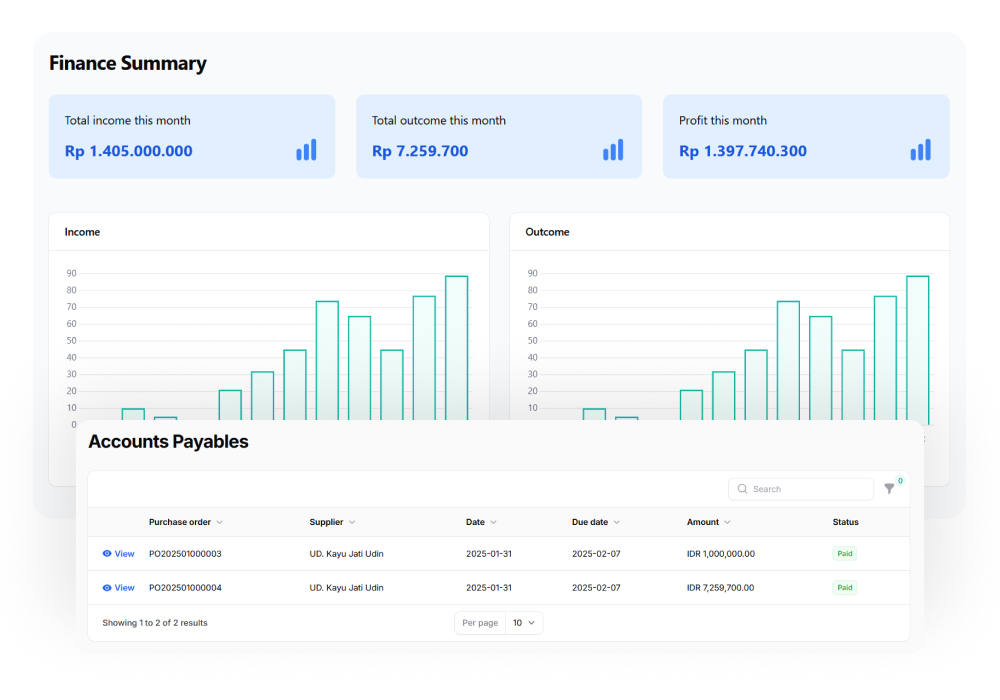 Finance Summary
Total income this month
Rp 1.405.000.000
Total outcome this month
Rp 7.259.700
Profit this month
Rp 1.397.740.300
Income
90
80
70
60
50
40
30
20
10
0
Outcome
90
80
70
60
50
40
30
20
10
Accounts Payables
Search
0
Purchase order Supplier Date Due date Amount Status
View PO202501000003 UD. Kayu Jati Udin 2025-01-31 2025-02-07 IDR 1,000,000.00 Paid
View PO202501000004 UD. Kayu Jati Udin 2025-01-31 2025-02-07 IDR 7,259,700.00 Paid
Showing 1 to 2 of 2 results
Per page 10